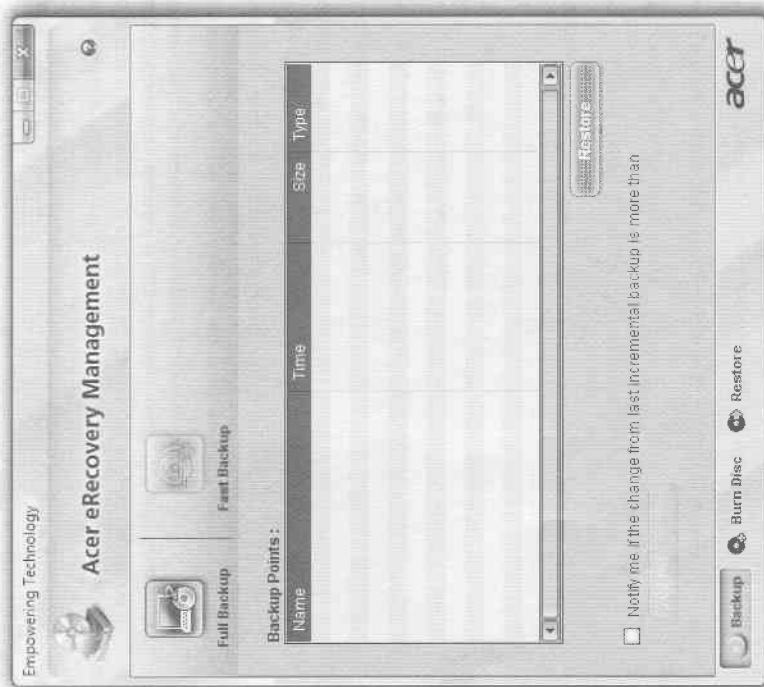 Empowering Technology
Acer eRecovery Management
Full Backup Fast Backup
Backup Points :
Name Time Size Type
Restore
Notify me if the change from last incremental backup is more than
Backup Burn Disc Restore
acer